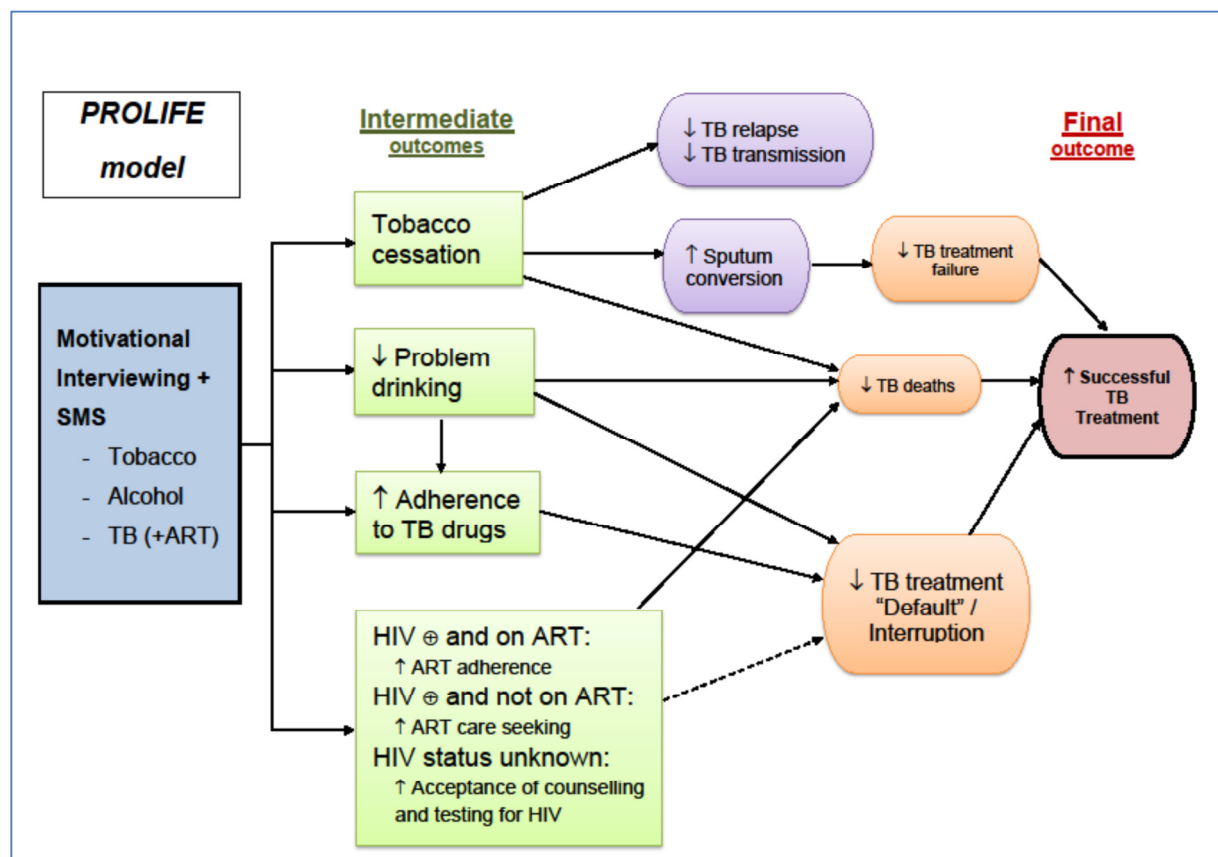 PROLIFE
model
Intermediate
outcomes
Final
outcome
Motivational
Interviewing +
SMS
- Tobacco
- Alcohol
- TB (+ART)
Tobacco
cessation
↓ Problem
drinking
↑ Adherence
to TB drugs
HIV ⊕ and on ART:
↑ ART adherence
HIV ⊕ and not on ART:
↑ ART care seeking
HIV status unknown:
↑ Acceptance of counselling
and testing for HIV
↓ TB relapse
↓ TB transmission
↑ Sputum
conversion
↓ TB treatment
failure
↓ TB deaths
↓ TB treatment
“Default” /
Interruption
↑ Successful
TB
Treatment